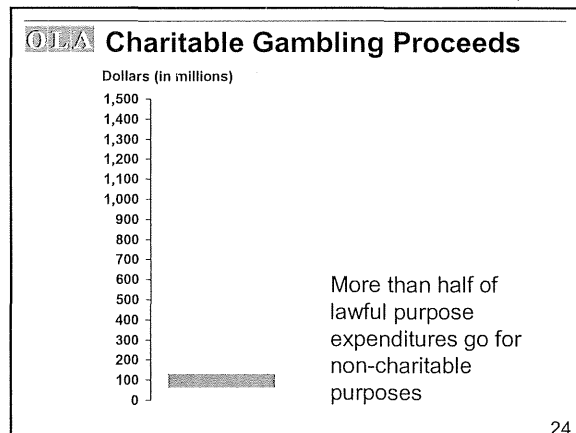 OLA Charitable Gambling Proceeds
Dollars (in millions)
1,500
1,400
1,300
1,200
1,100
1,000
900
800
700
600
500
400
300
200
100
0
More than half of
lawful purpose
expenditures go for
non-charitable
purposes
24